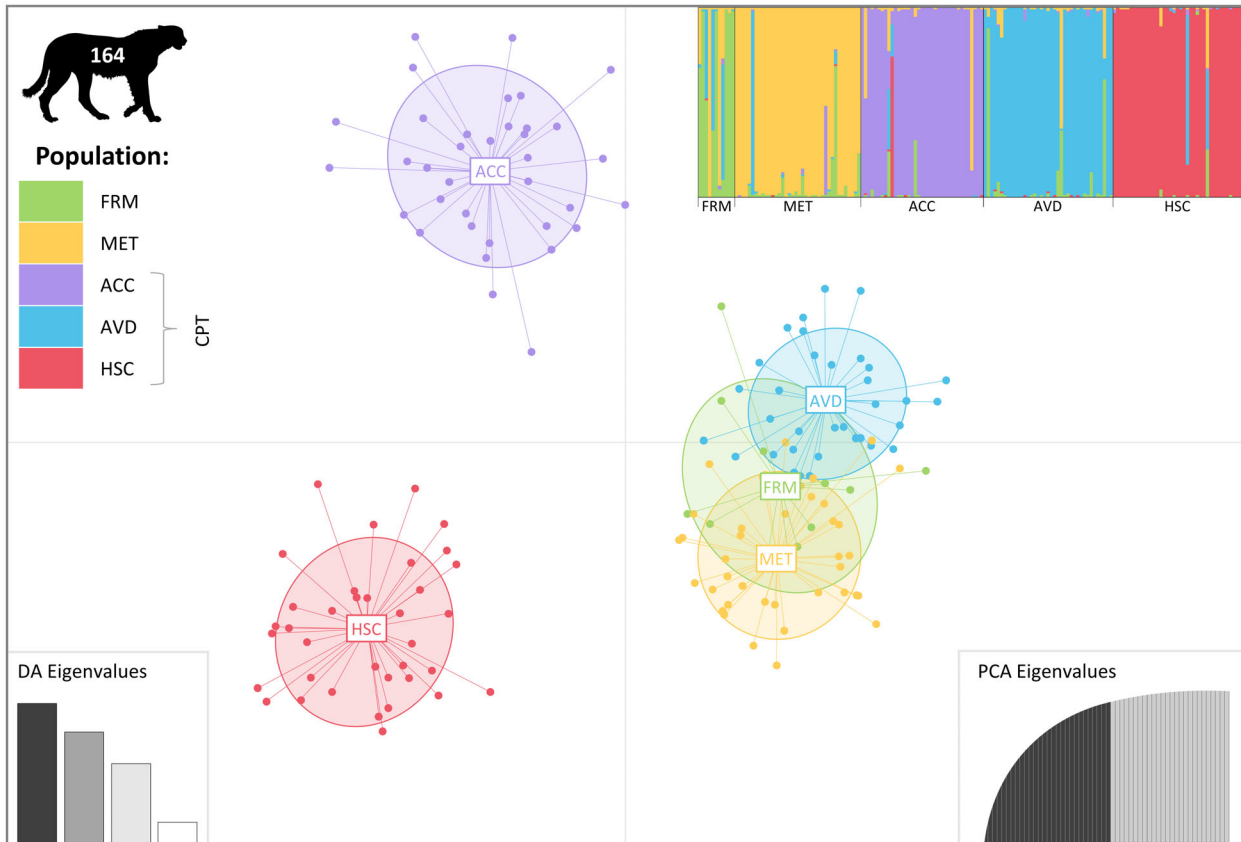 164
Population:
FRM
MET
ACC
AVD
HSC
CPT
FRM MET ACC AVD HSC
ACC
AVD
FRM
MET
HSC
DA Eigenvalues
PCA Eigenvalues